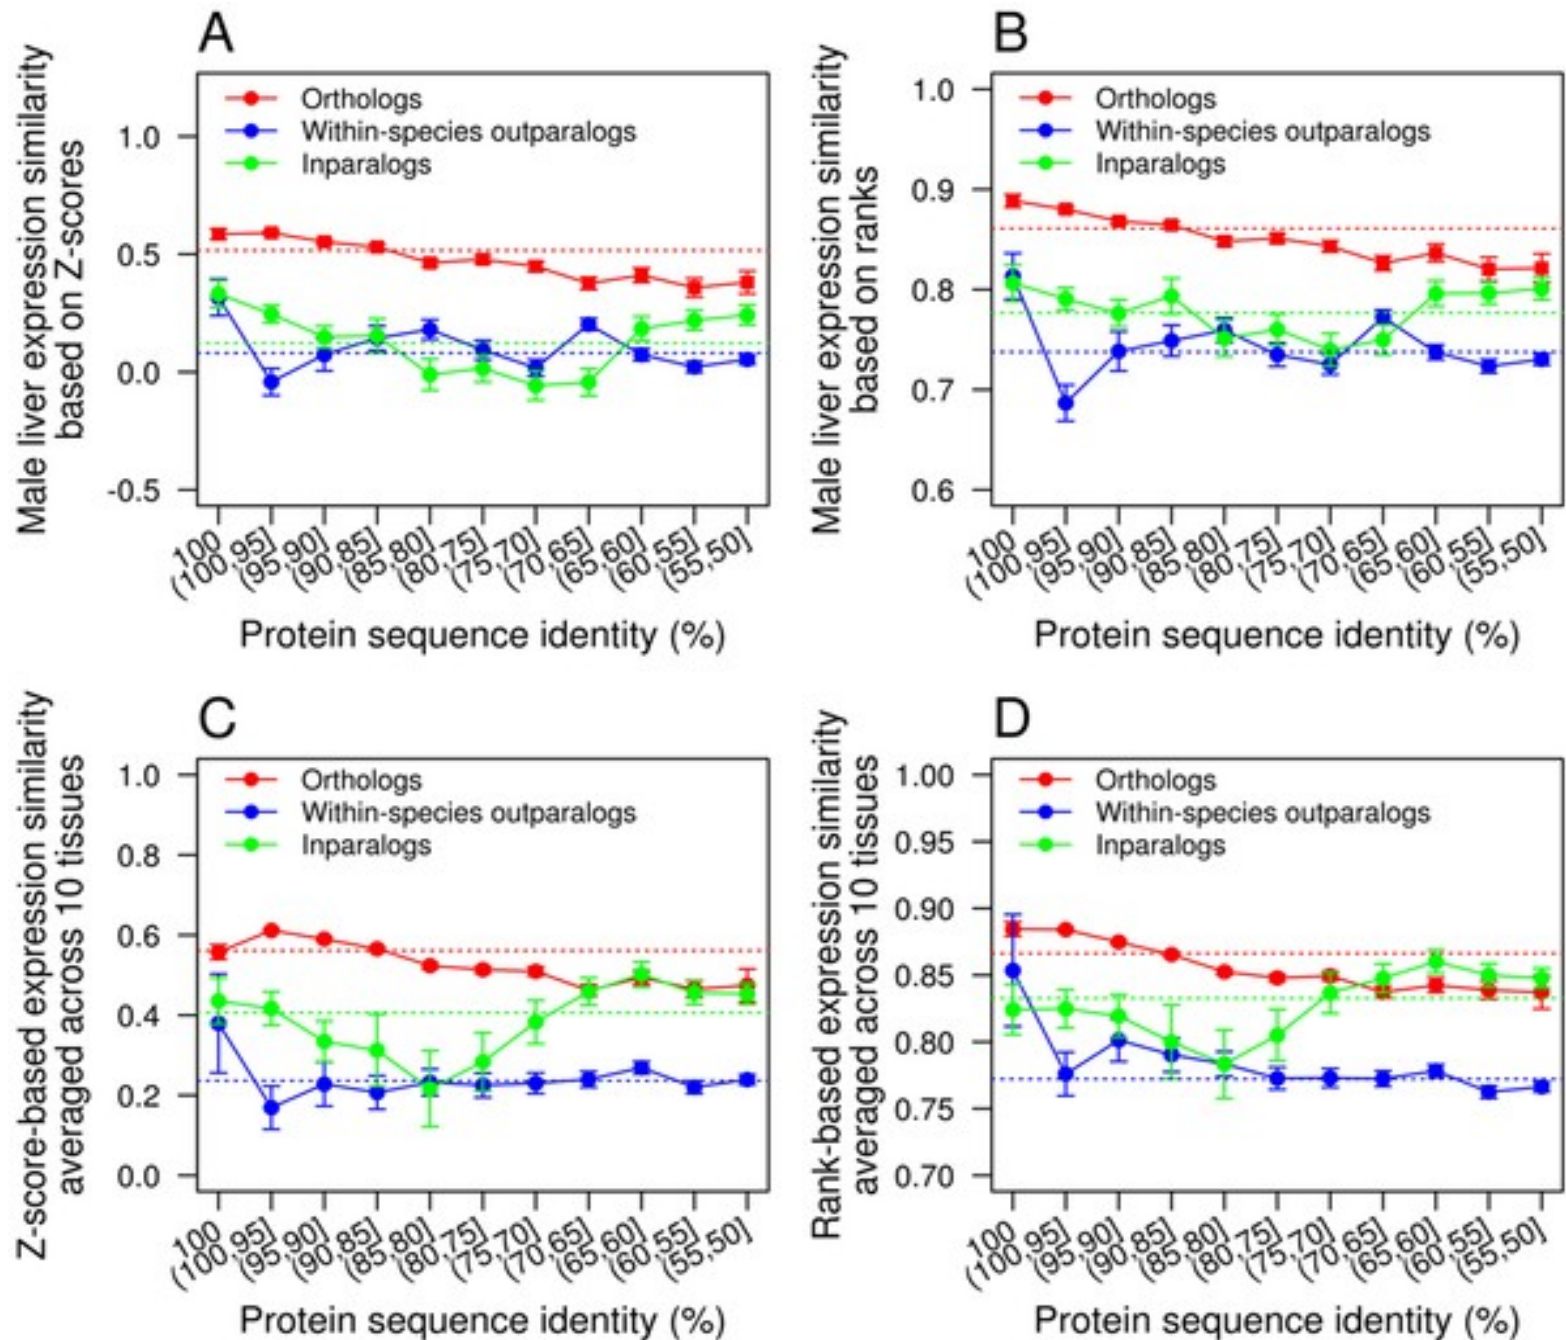 A
Male liver expression similarity
based on Z-scores
1.0
0.5
0.0
-0.5
Orthologs
Within-species outparalogs
Inparalogs
100
(100,95]
(95,90]
(90,85]
(85,80]
(80,75]
(75,70]
(70,65]
(65,60]
(60,55]
(55,50]
Protein sequence identity (%)
B
Male liver expression similarity
based on ranks
1.0
0.9
0.8
0.7
0.6
Orthologs
Within-species outparalogs
Inparalogs
100
(100,95]
(95,90]
(90,85]
(85,80]
(80,75]
(75,70]
(70,65]
(65,60]
(60,55]
(55,50]
Protein sequence identity (%)
C
Z-score-based expression similarity
averaged across 10 tissues
1.0
0.8
0.6
0.4
0.2
0.0
Orthologs
Within-species outparalogs
Inparalogs
100
(100,95]
(95,90]
(90,85]
(85,80]
(80,75]
(75,70]
(70,65]
(65,60]
(60,55]
(55,50]
Protein sequence identity (%)
D
Rank-based expression similarity
averaged across 10 tissues
1.00
0.95
0.90
0.85
0.80
0.75
0.70
Orthologs
Within-species outparalogs
Inparalogs
100
(100,95]
(95,90]
(90,85]
(85,80]
(80,75]
(75,70]
(70,65]
(65,60]
(60,55]
(55,50]
Protein sequence identity (%)